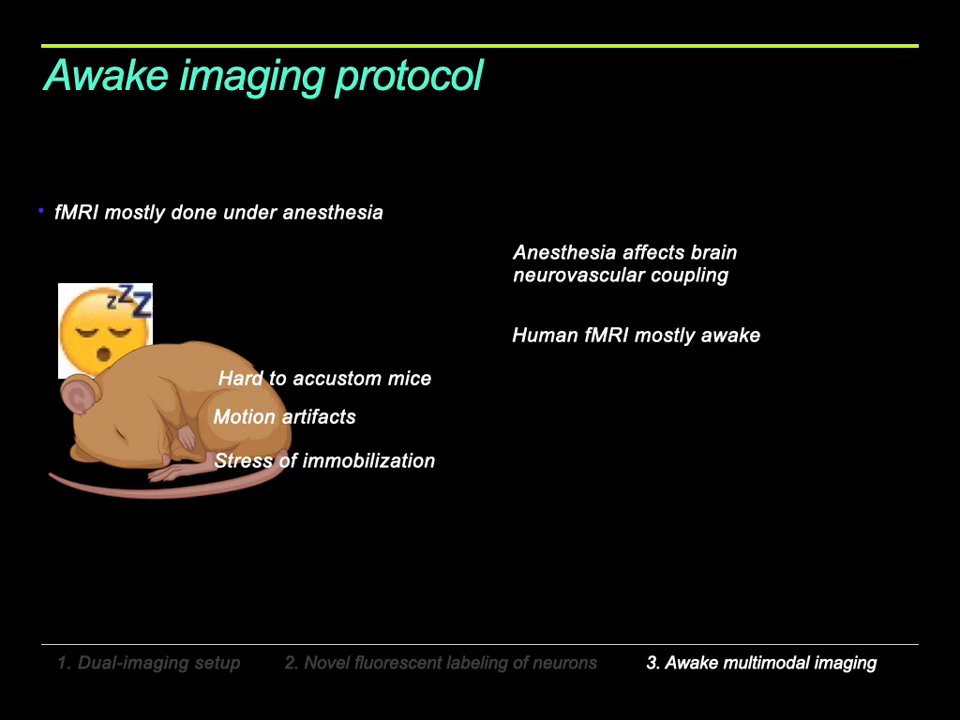 Awake imaging protocol
• fMRI mostly done under anesthesia
Anesthesia affects brain
neurovascular coupling
Human fMRI mostly awake
zzZ
Hard to accustom mice
Motion artifacts
Stress of immobilization
1. Dual-imaging setup
2. Novel fluorescent labeling of neurons
3. Awake multimodal imaging